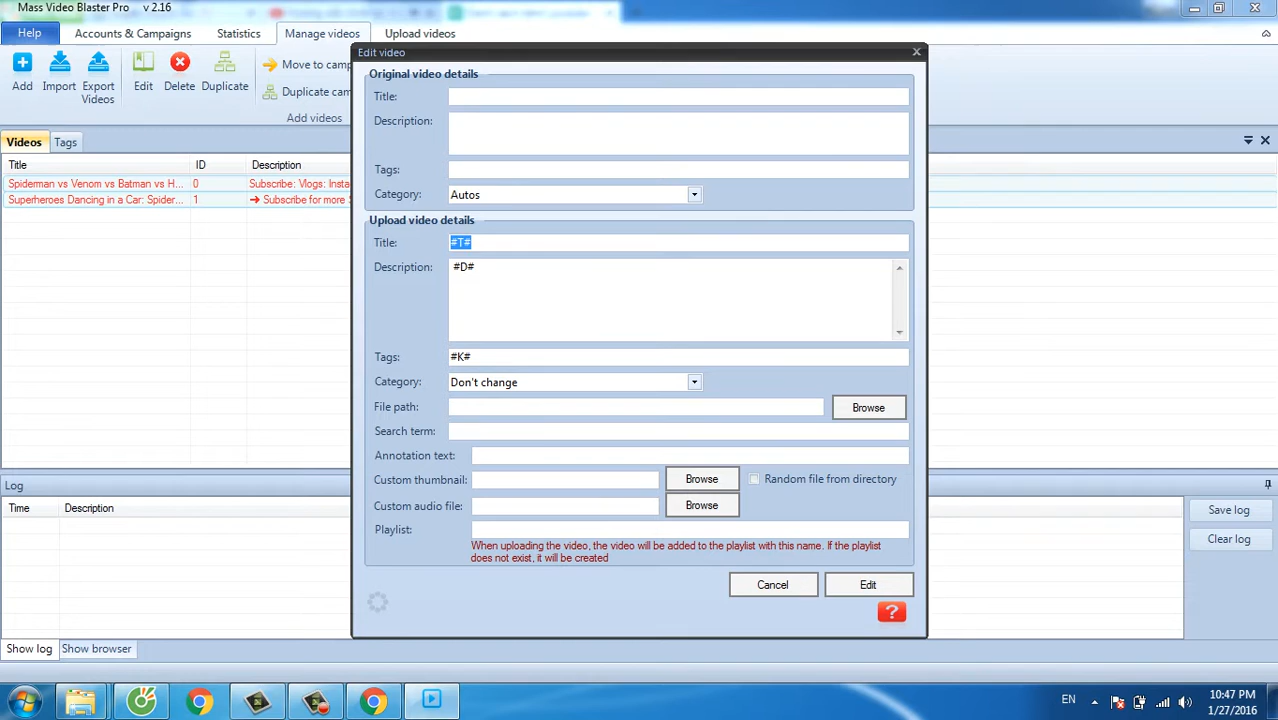 Mass Video Blaster Pro    v 2.16
Help Accounts & Campaigns Statistics Manage videos Upload videos
Add Import Export Videos Edit Delete Duplicate
Move to camp
Duplicate cam
Add videos
Videos Tags
Title ID Description
Spiderman vs Venom vs Batman vs H... 0 Subscribe: Vlogs: Insta
Superheroes Dancing in a Car: Spider... 1 ➔ Subscribe for more
Edit video
Original video details
Title:
Description:
Tags:
Category: Autos
Upload video details
Title: #T#
Description: #D#
Tags: #K#
Category: Don't change
File path: Browse
Search term:
Annotation text:
Custom thumbnail: Browse Random file from directory
Custom audio file: Browse
Playlist:
When uploading the video, the video will be added to the playlist with this name. If the playlist
does not exist, it will be created
Cancel Edit
?
Log
Time Description
Save log
Clear log
Show log Show browser
EN 10:47 PM
1/27/2016